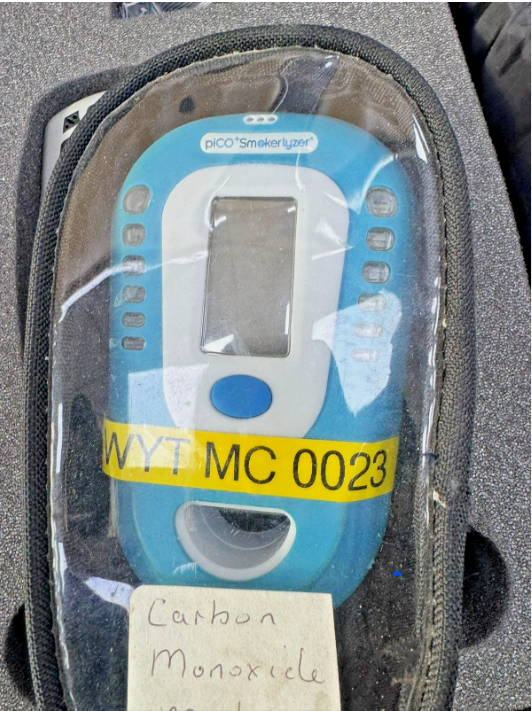 piCO+Smokerlyzer®
WYT MC 0023
Carbon
Monoxide